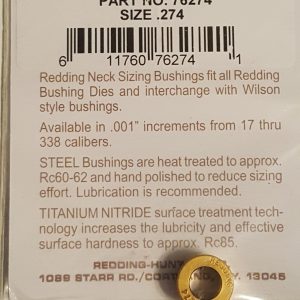 PART NO. 76274
SIZE .274
6 11760 76274 1
Redding Neck Sizing Bushings fit all Redding
Bushing Dies and interchange with Wilson
style bushings.
Available in .001" increments from 17 thru
338 calibers.
STEEL Bushings are heat treated to approx.
Rc60-62 and hand polished to reduce sizing
effort. Lubrication is recommended.
TITANIUM NITRIDE surface treatment tech-
nology increases the lubricity and effective
surface hardness to approx. Rc85.
REDDING-HUNT
1089 STARR RD./ 13045